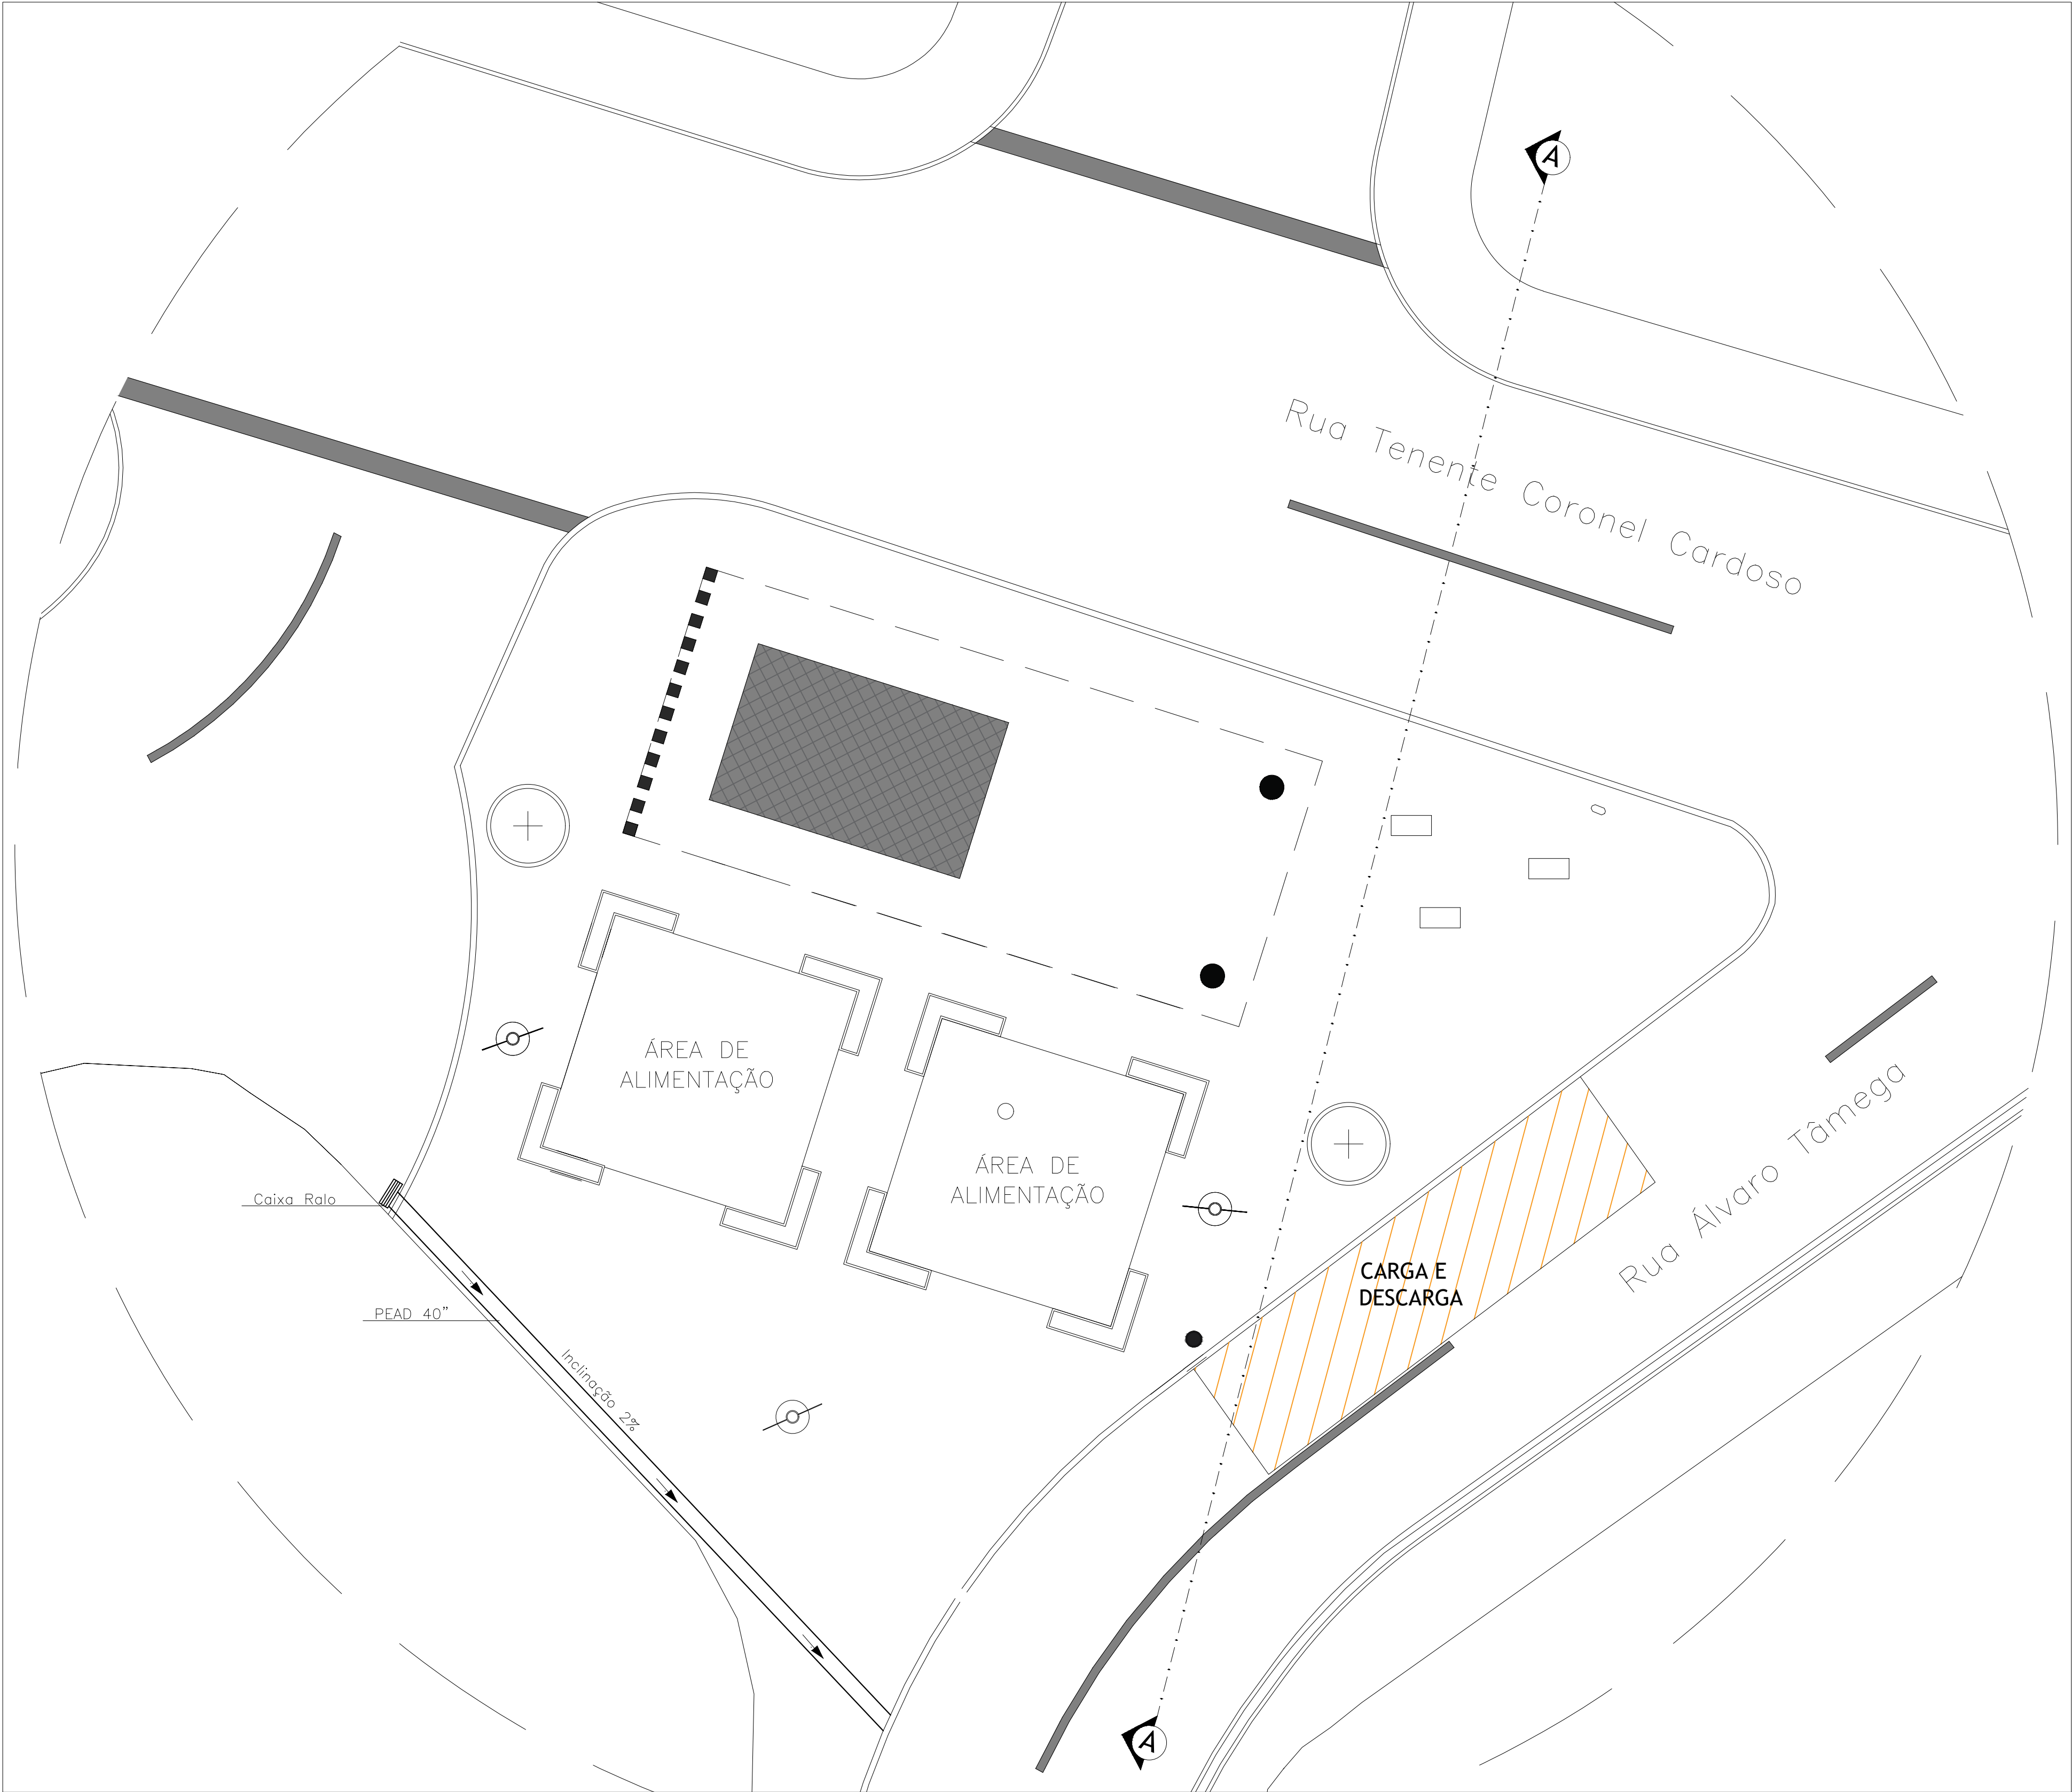 A
Rua Tenente Coronel Cardoso
ÁREA DE
ALIMENTAÇÃO
ÁREA DE
ALIMENTAÇÃO
Rua Álvaro Tâmega
Caixa Ralo
CARGA E
DESCARGA
PEAD 40"
Inclinação 2%
A